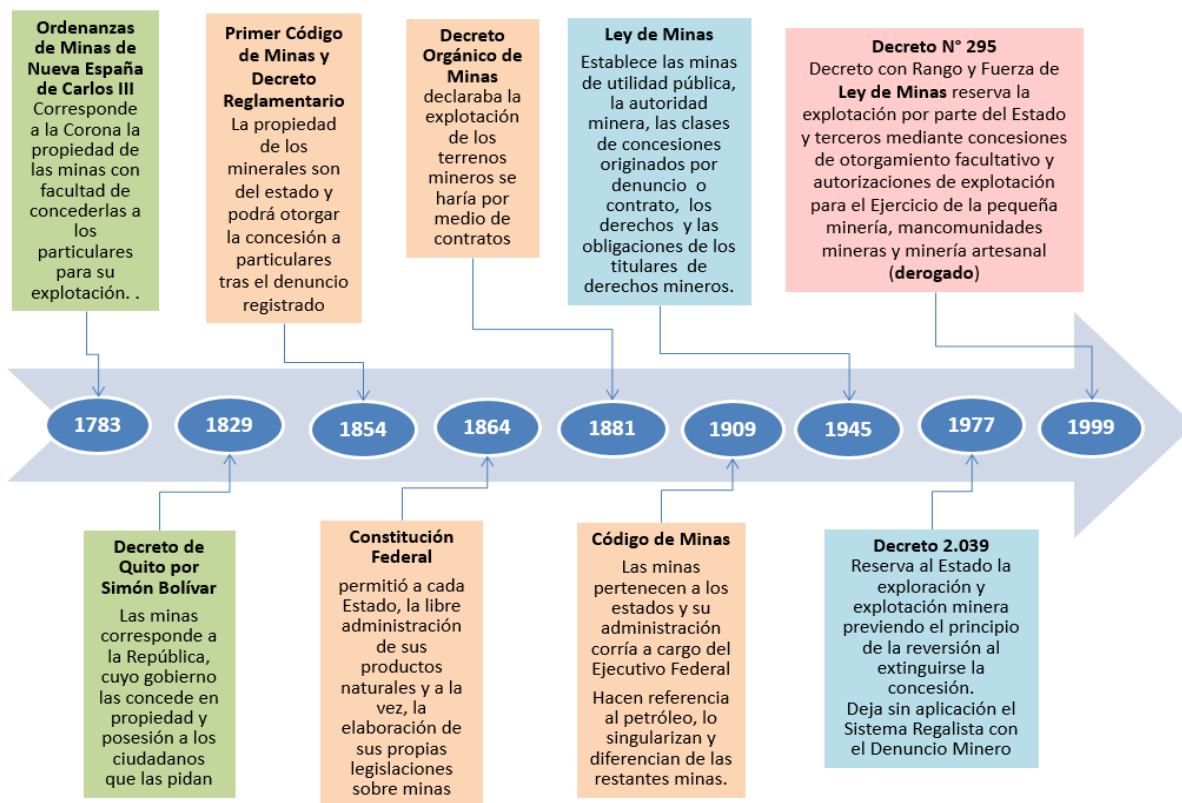 Ordenanzas
de Minas de
Nueva España
de Carlos III
Corresponde
a la Corona la
propiedad de
las minas con
facultad de
concederlas a
los
particulares
para su
explotación. .
Primer Código
de Minas y
Decreto
Reglamentario
La propiedad
de los
minerales son
del estado y
podrá otorgar
la concesión a
particulares
tras el denuncio
registrado
Decreto
Orgánico de
Minas
declaraba la
explotación
de los
terrenos
mineros se
haría por
medio de
contratos
Ley de Minas
Establece las minas
de utilidad pública,
la autoridad
minera, las clases
de concesiones
originados por
denuncio o
contrato, los
derechos y las
obligaciones de los
titulares de
derechos mineros.
Decreto N° 295
Decreto con Rango y Fuerza de
Ley de Minas reserva la
explotación por parte del Estado
y terceros mediante concesiones
de otorgamiento facultativo y
autorizaciones de explotación
para el Ejercicio de la pequeña
minería, mancomunidades
mineras y minería artesanal
(derogado)
1783
1829
1854
1864
1881
1909
1945
1977
1999
Decreto de
Quito por
Simón Bolívar
Las minas
corresponde a
la República,
cuyo gobierno
las concede en
propiedad y
posesión a los
ciudadanos
que las pidan
Constitución
Federal
permitió a cada
Estado, la libre
administración
de sus
productos
naturales y a la
vez, la
elaboración de
sus propias
legislaciones
sobre minas
Código de Minas
Las minas
pertenecen a los
estados y su
administración
corría a cargo del
Ejecutivo Federal
Hacen referencia
al petróleo, lo
singularizan y
diferencian de las
restantes minas.
Decreto 2.039
Reserva al Estado la
exploración y
explotación minera
previendo el principio
de la reversión al
extinguirse la
concesión.
Deja sin aplicación el
Sistema Regalista con
el Denuncio Minero